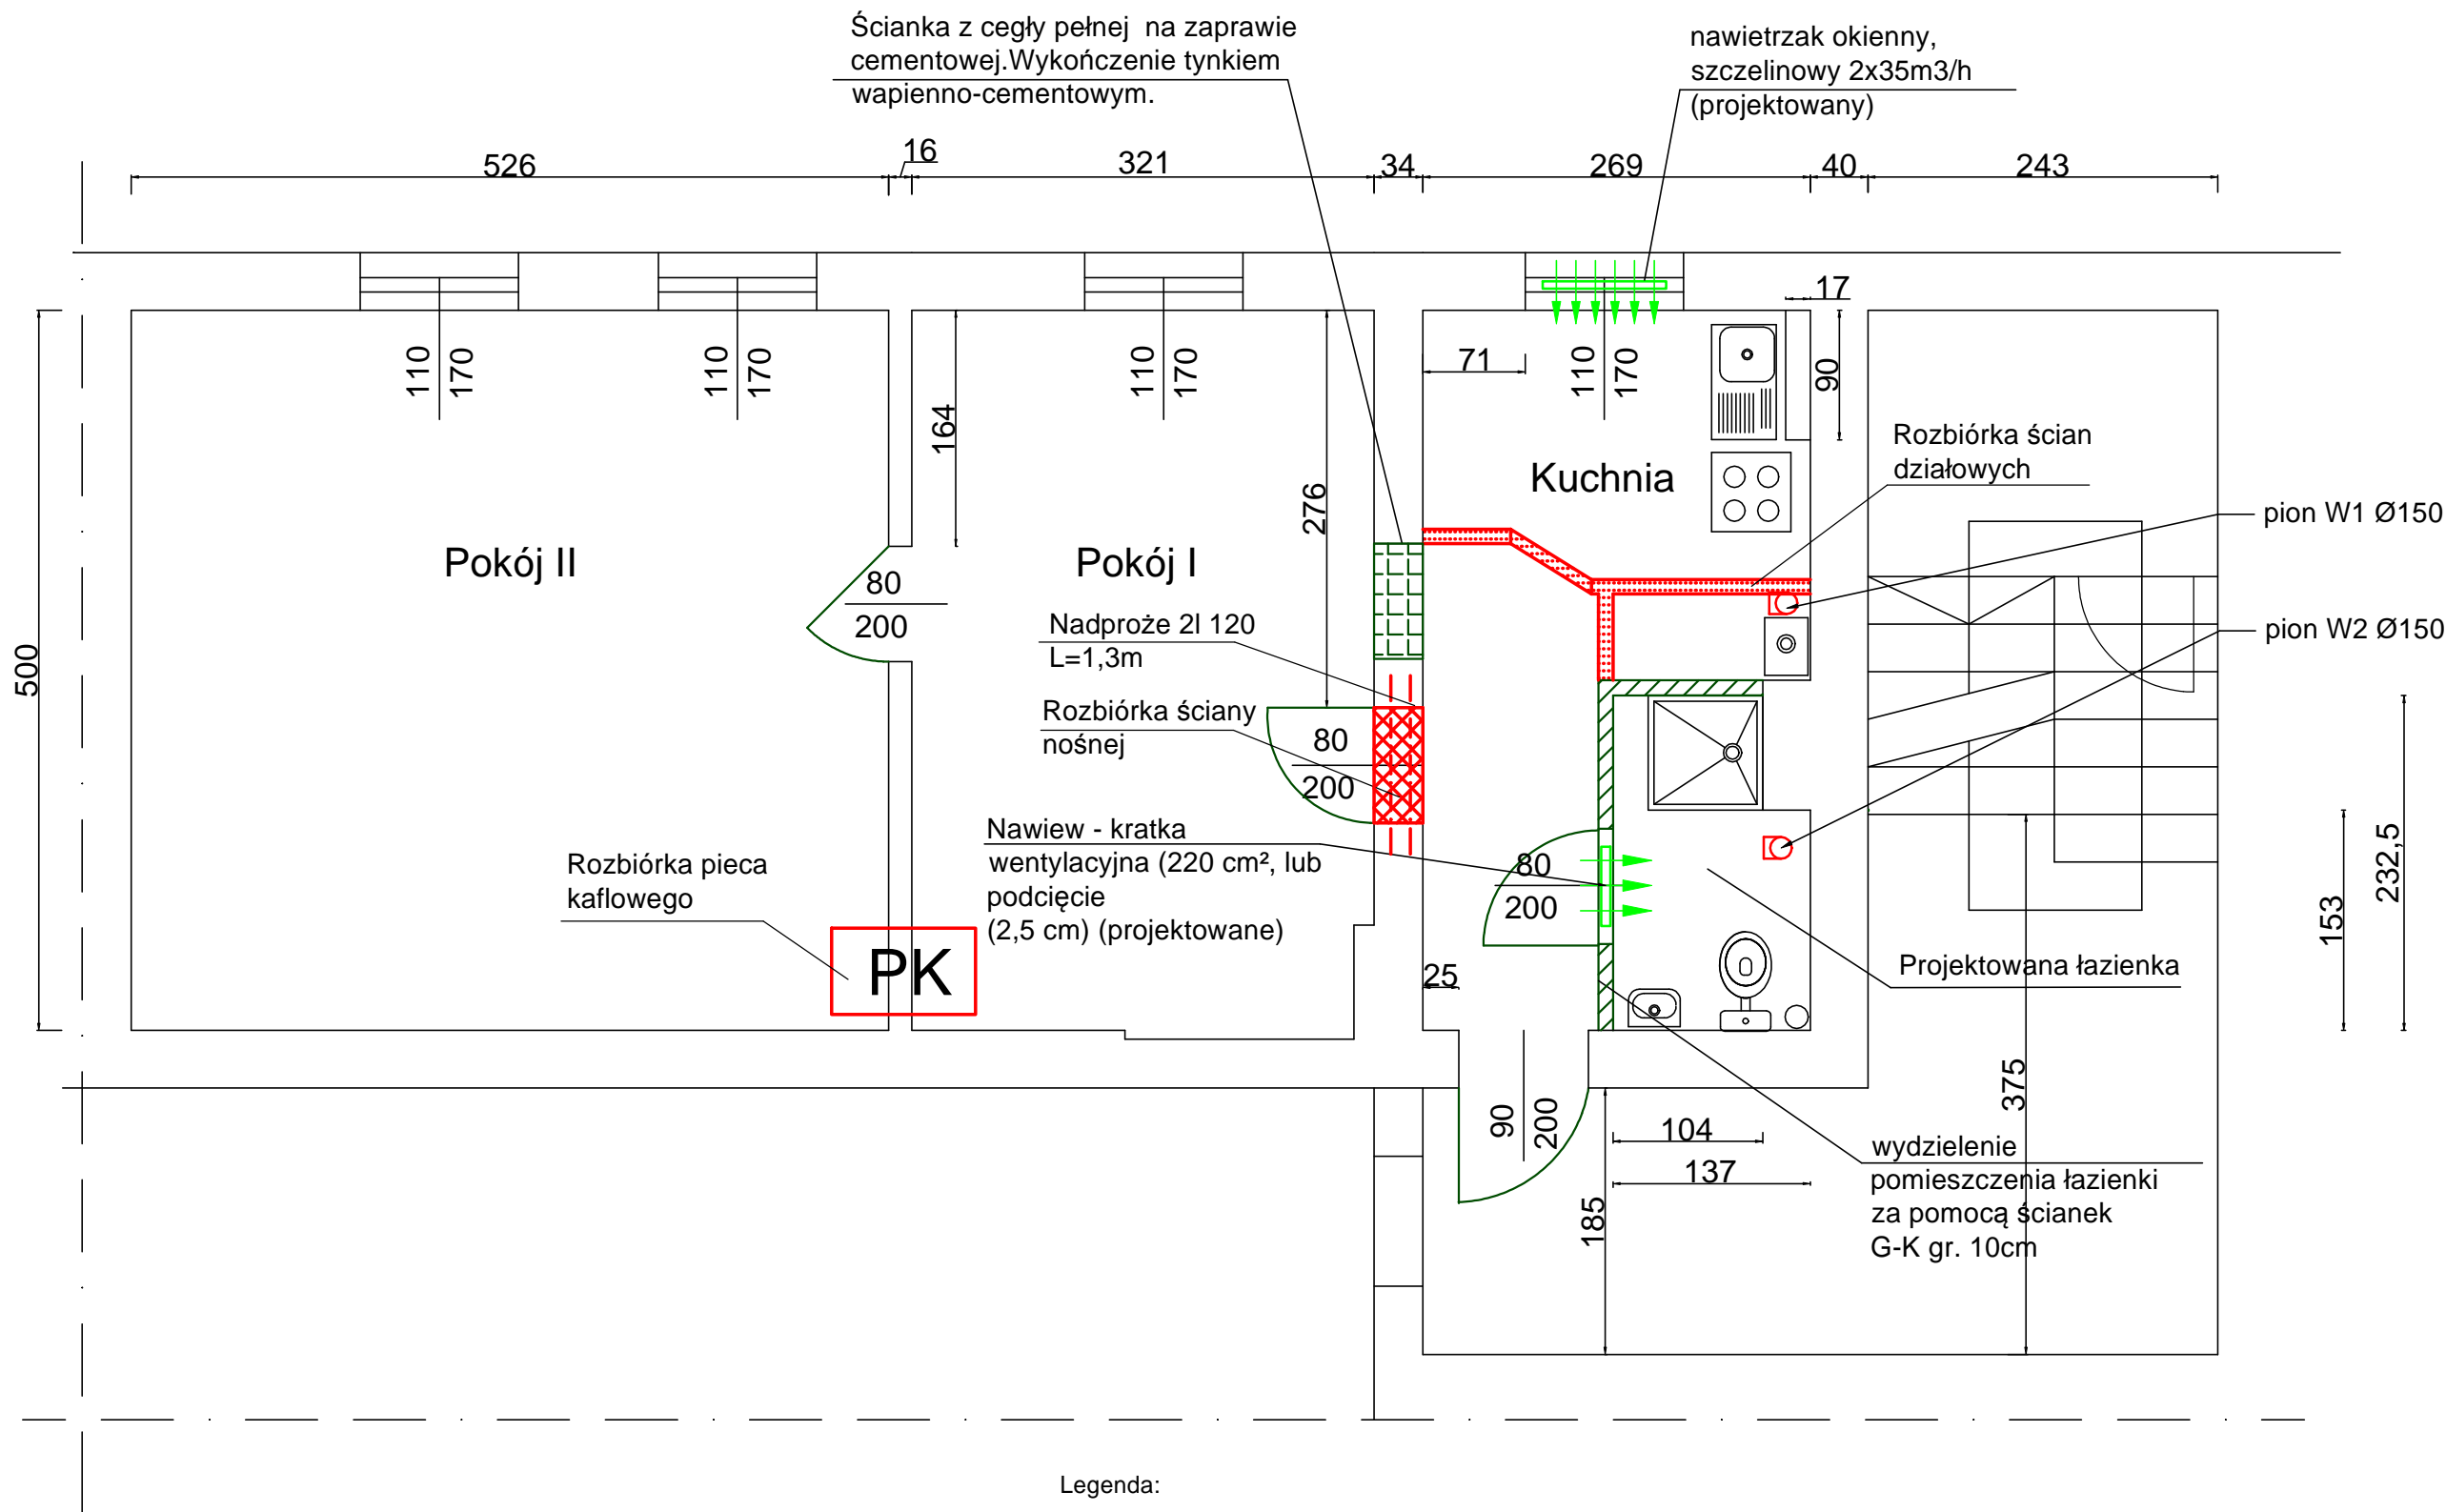 Ścianka z cegły pełnej na zaprawie
cementowej.Wykończenie tynkiem
wapienno-cementowym.
nawietrzak okienny,
szczelinowy 2x35m3/h
(projektowany)
526
16
321
34
269
40
243
17
110
170
110
170
110
170
71
110
170
90
164
276
500
Kuchnia
Rozbiórka ścian
działowych
pion W1 Ø150
Pokój II
Pokój I
80
200
Nadproże 2I 120
L=1,3m
pion W2 Ø150
Rozbiórka ściany
nośnej
80
200
Nawiew - kratka
wentylacyjna (220 cm², lub
podcięcie
(2,5 cm) (projektowane)
80
200
Rozbiórka pieca
kaflowego
PK
25
153
232,5
Projektowana łazienka
375
90
200
104
137
185
wydzielenie
pomieszczenia łazienki
za pomocą ścianek
G-K gr. 10cm
Legenda: